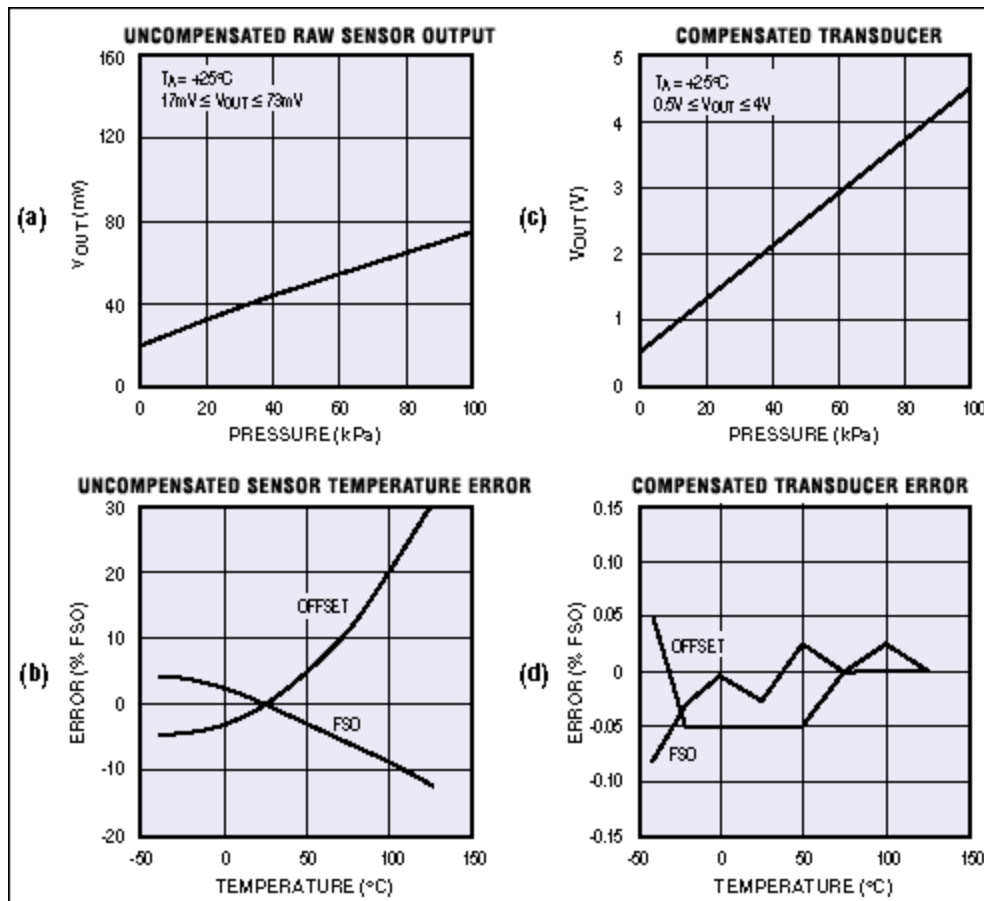 UNCOMPENSATED RAW SENSOR OUTPUT
160
120
80
40
0
TA = +25°C
17mV ≤ VOUT ≤ 73mV
(a)
VOUT (mV)
0 20 40 60 80 100
PRESSURE (kPa)
COMPENSATED TRANSDUCER
5
4
3
2
1
0
TA = +25°C
0.5V ≤ VOUT ≤ 4V
(c)
VOUT (V)
0 20 40 60 80 100
PRESSURE (kPa)
UNCOMPENSATED SENSOR TEMPERATURE ERROR
30
20
10
0
-10
-20
OFFSET
FSO
(b)
ERROR (% FSO)
-50 0 50 100 150
TEMPERATURE (°C)
COMPENSATED TRANSDUCER ERROR
0.15
0.10
0.05
0
-0.05
-0.10
-0.15
OFFSET
FSO
(d)
ERROR (% FSO)
-50 0 50 100 150
TEMPERATURE (°C)